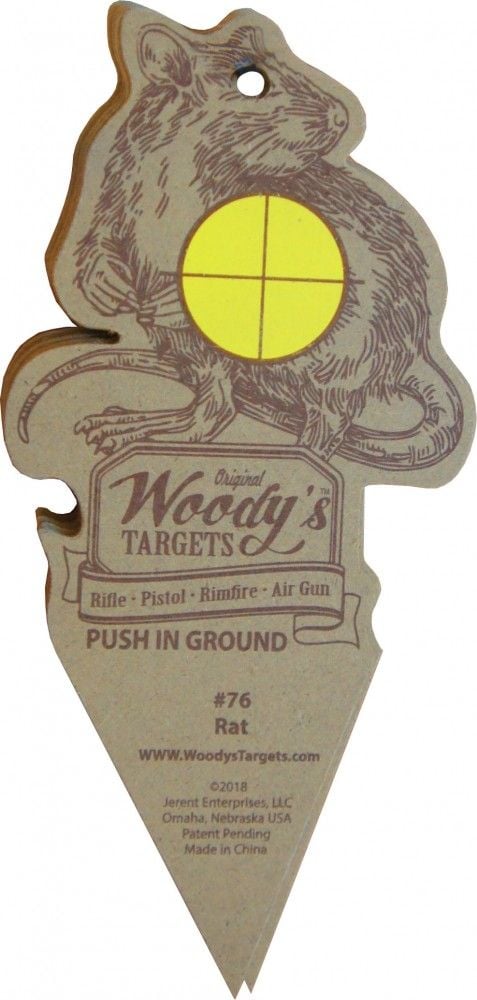 Original
Woody's™
TARGETS
Rifle · Pistol · Rimfire · Air Gun
PUSH IN GROUND
#76
Rat
www.WoodysTargets.com
©2018
Jerent Enterprises, LLC
Omaha, Nebraska USA
Patent Pending
Made in China